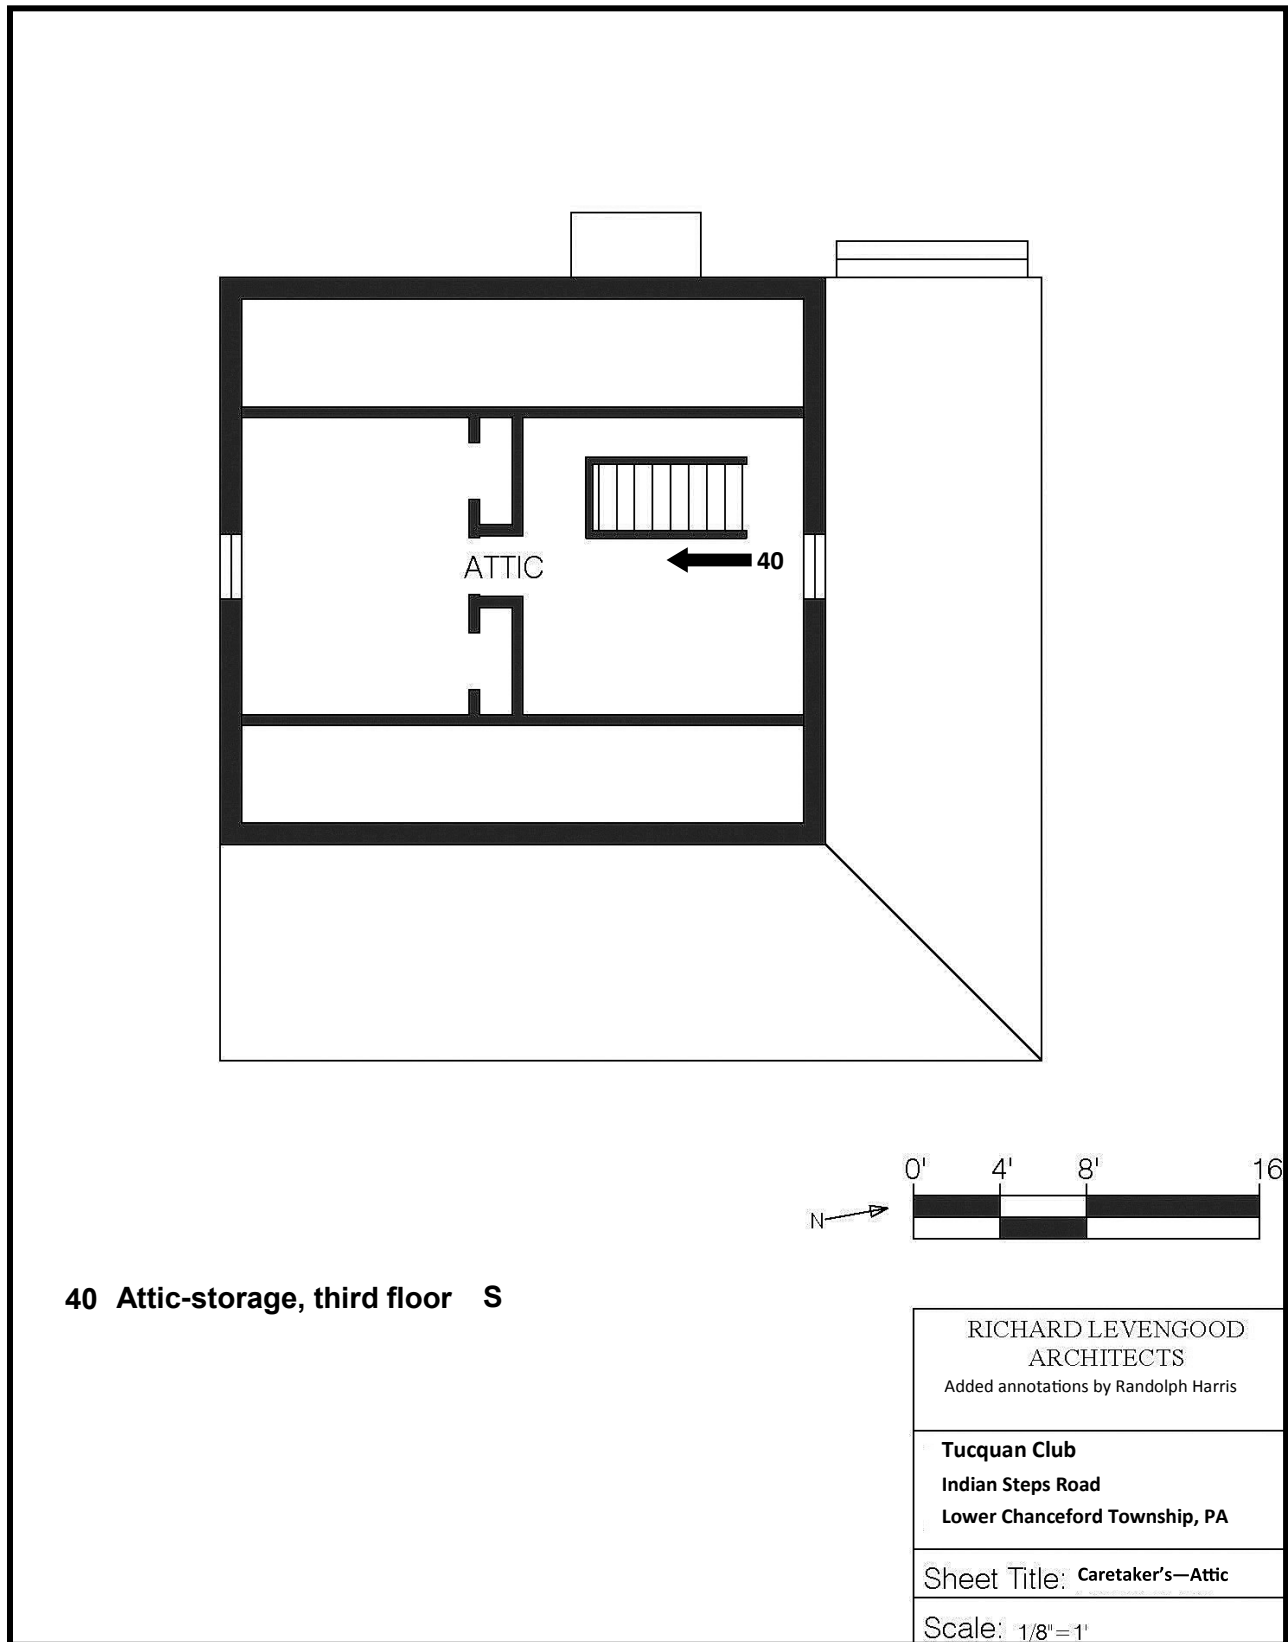 ATTIC
40
0' 4' 8' 16
N
40 Attic-storage, third floor S
RICHARD LEVENGOOD
ARCHITECTS
Added annotations by Randolph Harris
Tucquan Club
Indian Steps Road
Lower Chanceford Township, PA
Sheet Title: Caretaker's—Attic
Scale: 1/8"=1'